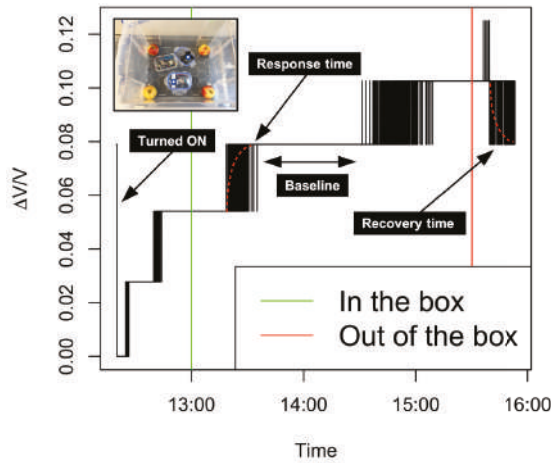 0.12
0.10
0.08
0.06
0.04
0.02
0.00
ΔV/V
Response time
Turned ON
Baseline
Recovery time
In the box
Out of the box
13:00 14:00 15:00 16:00
Time